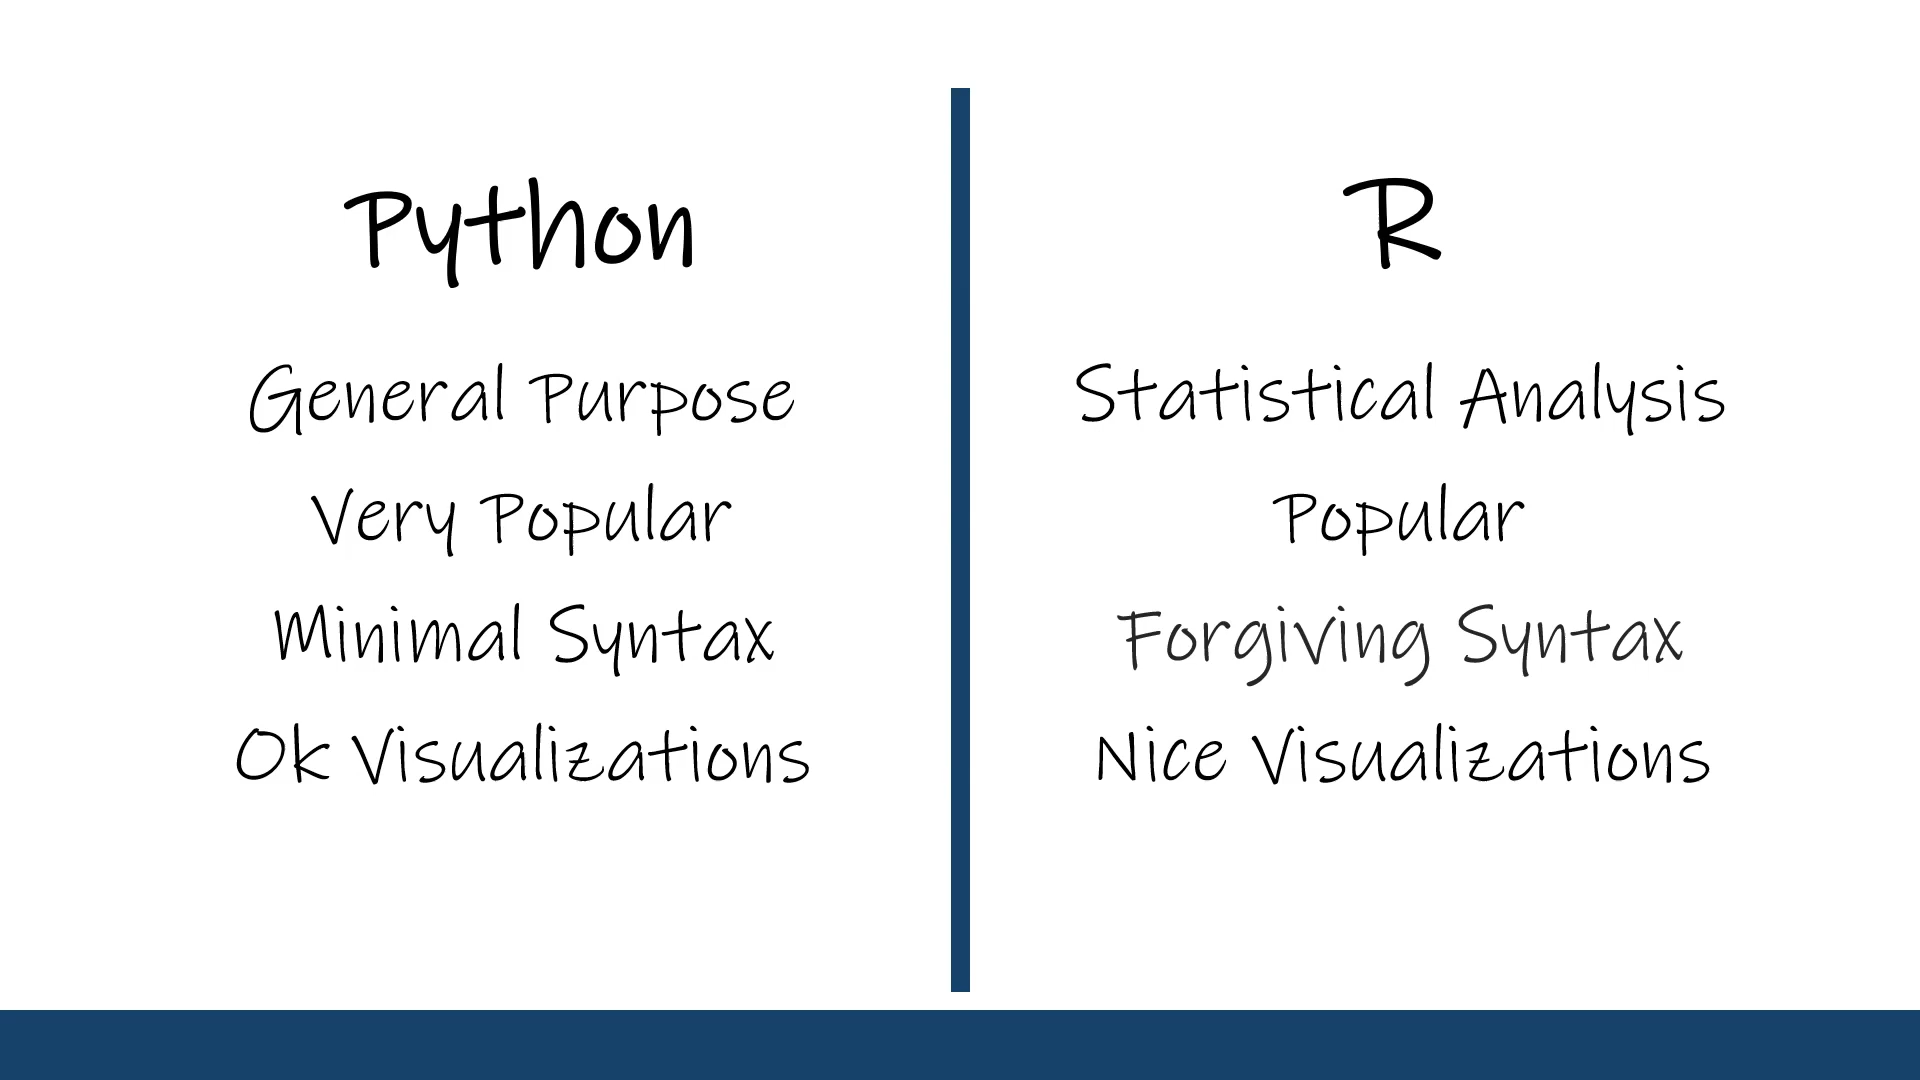 Python
General Purpose
Very Popular
Minimal Syntax
Ok Visualizations
R
Statistical Analysis
Popular
Forgiving Syntax
Nice Visualizations